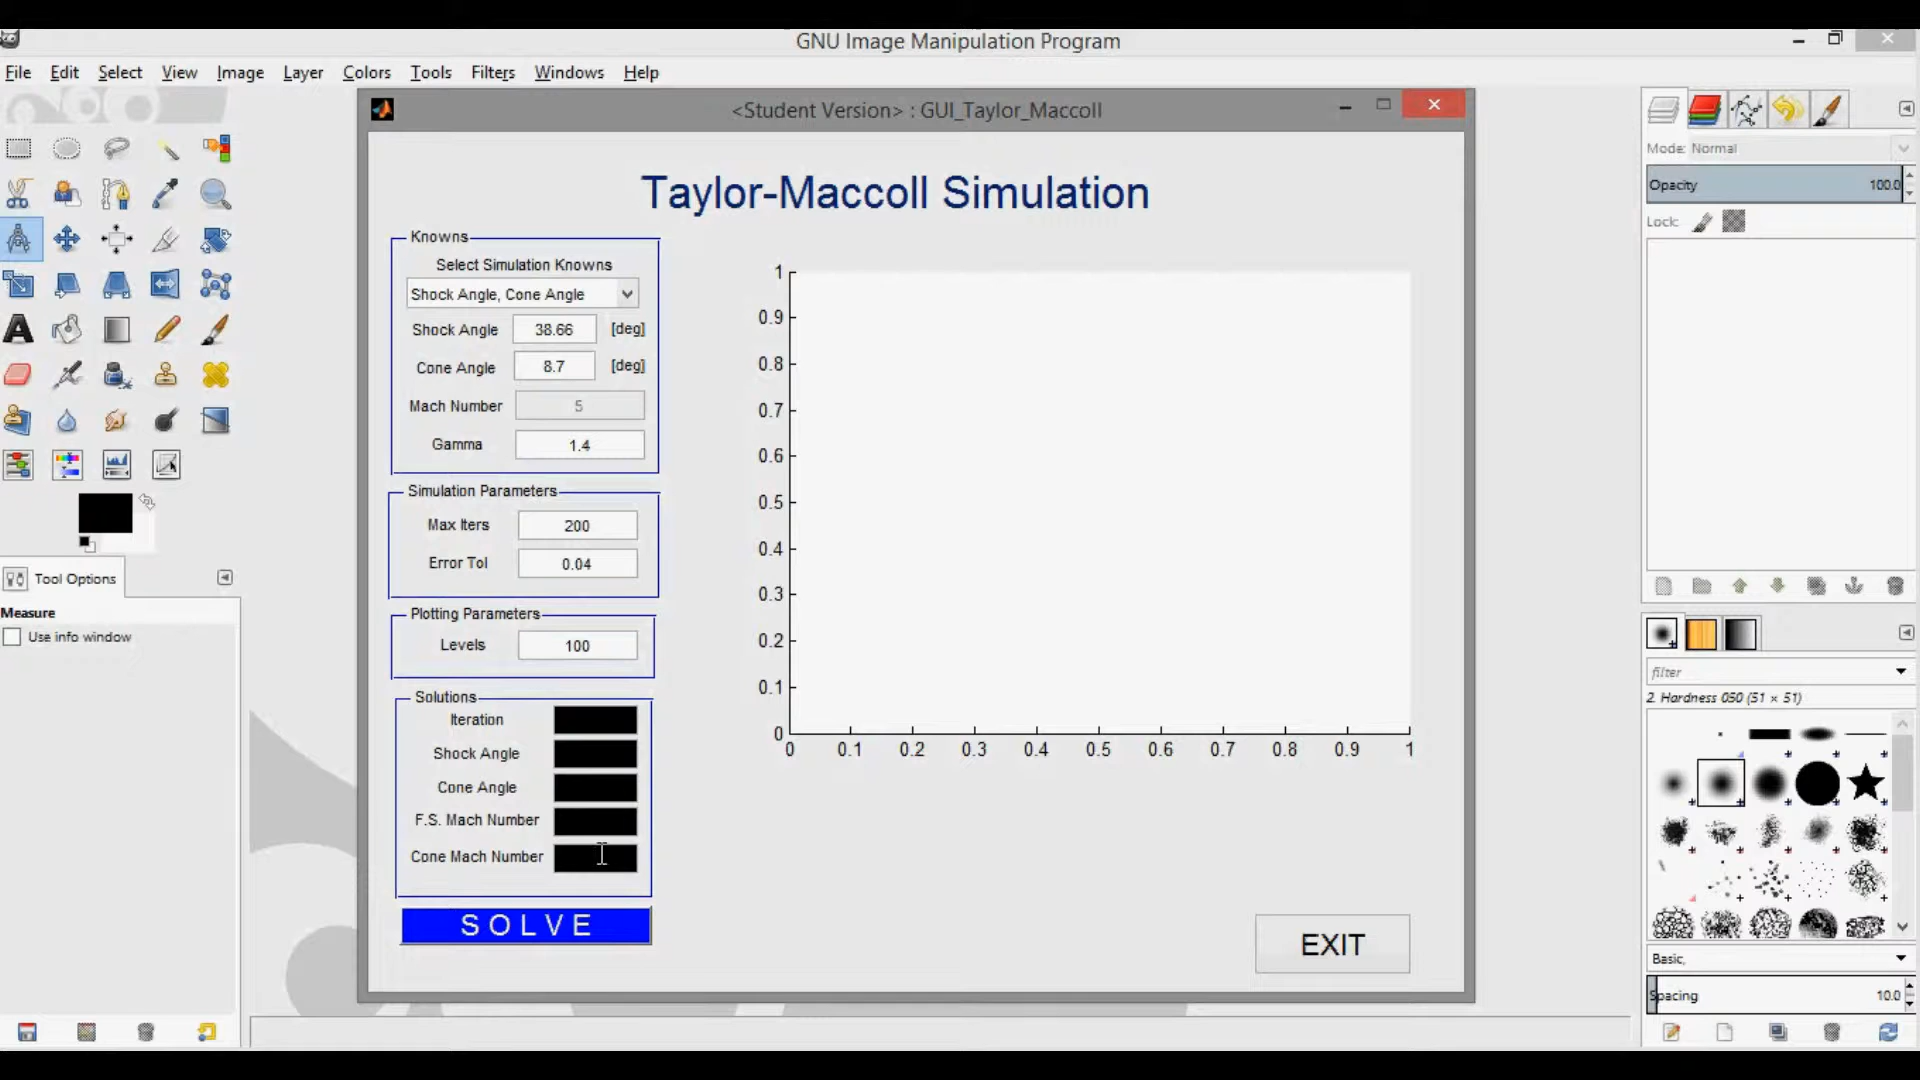 GNU Image Manipulation Program
File Edit Select View Image Layer Colors Tools Filters Windows Help
<Student Version> : GUI_Taylor_Maccoll
Taylor-Maccoll Simulation
Knowns
Select Simulation Knowns
Shock Angle, Cone Angle
Shock Angle 38.66 [deg]
Cone Angle 8.7 [deg]
Mach Number 5
Gamma 1.4
Simulation Parameters
Max Iters 200
Error Tol 0.04
Plotting Parameters
Levels 100
Solutions
Iteration
Shock Angle
Cone Angle
F.S. Mach Number
Cone Mach Number
SOLVE
1
0.9
0.8
0.7
0.6
0.5
0.4
0.3
0.2
0.1
0
0 0.1 0.2 0.3 0.4 0.5 0.6 0.7 0.8 0.9 1
EXIT
Tool Options
Measure
Use info window
Mode: Normal
Opacity 100.0
Lock:
filter
2. Hardness 050 (51 × 51)
Basic,
Spacing 10.0